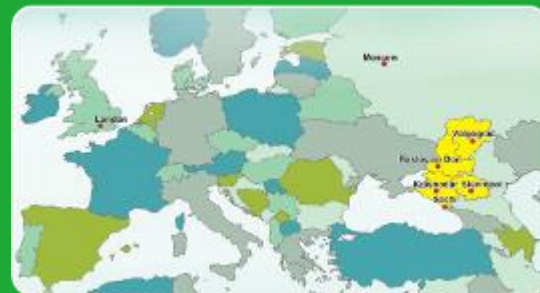 Moscow
London
Volgograd
Rostov on Don
Krasnodar Stavropol
Sochi